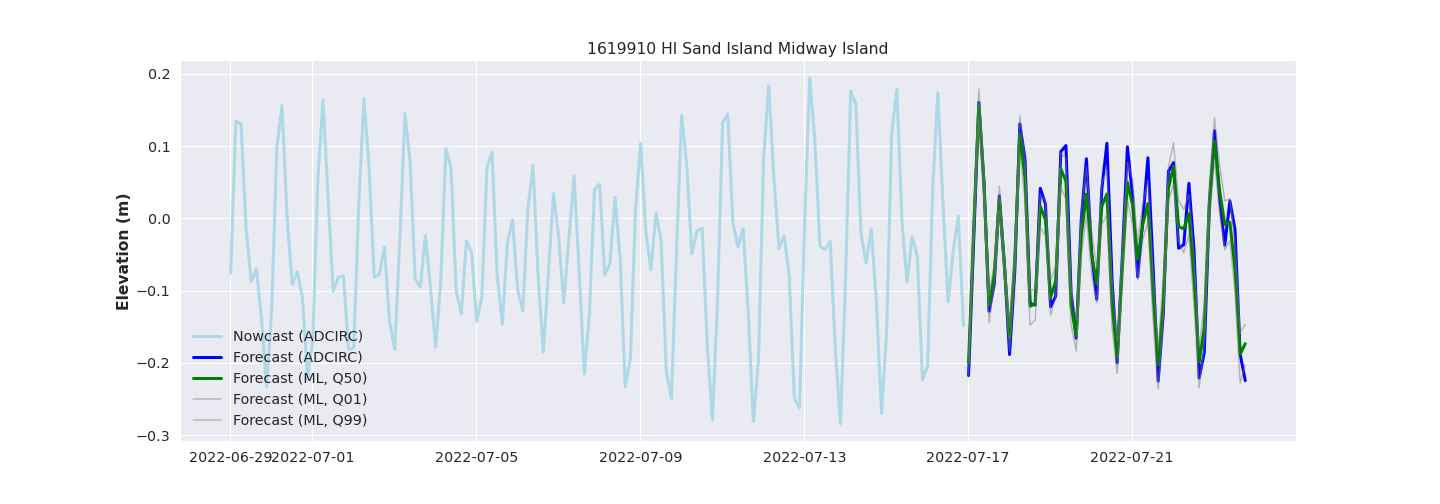 1619910 HI Sand Island Midway Island
Elevation (m)
0.2
0.1
0.0
−0.1
−0.2
−0.3
Nowcast (ADCIRC)
Forecast (ADCIRC)
Forecast (ML, Q50)
Forecast (ML, Q01)
Forecast (ML, Q99)
2022-06-29 2022-07-01 2022-07-05 2022-07-09 2022-07-13 2022-07-17 2022-07-21